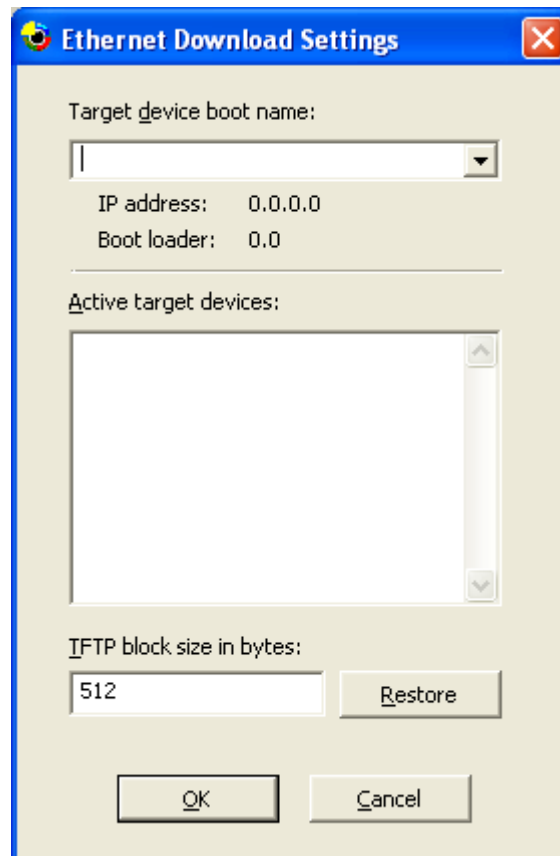 Ethernet Download Settings
Target device boot name:
IP address: 0.0.0.0
Boot loader: 0.0
Active target devices:
TFTP block size in bytes:
512 Restore
OK Cancel